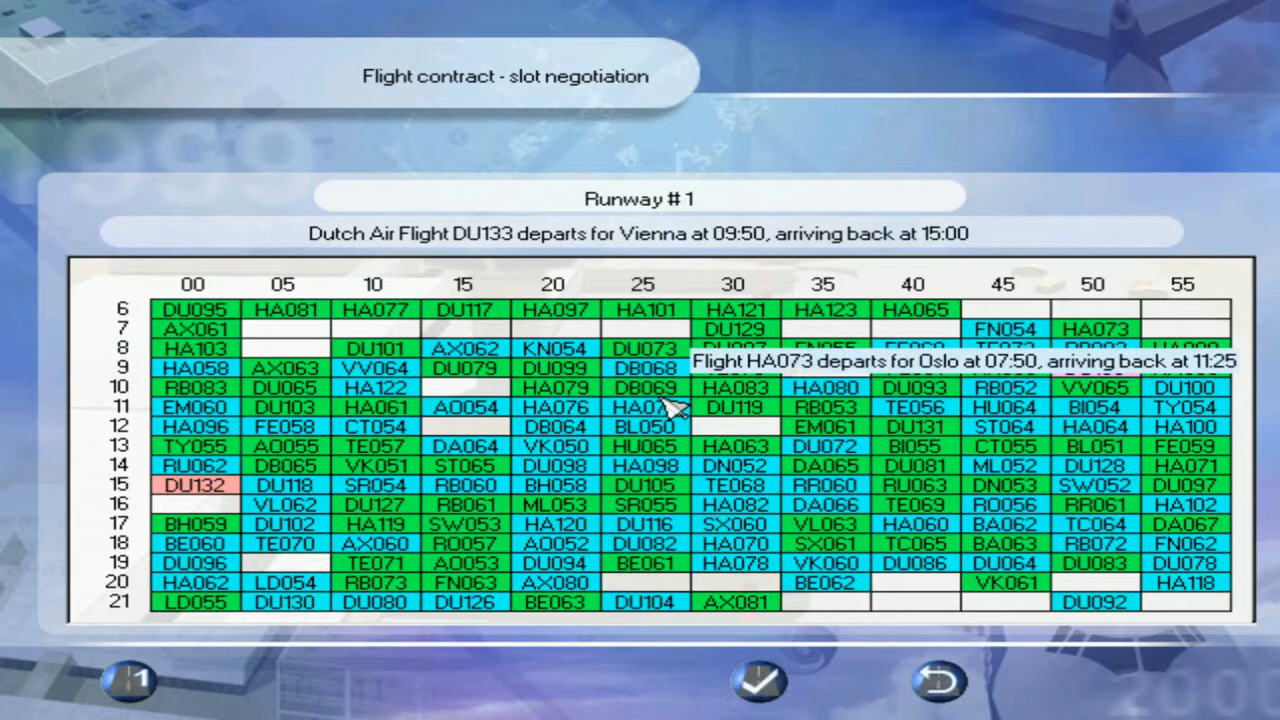 Flight contract - slot negotiation
Runway # 1
Dutch Air Flight DU133 departs for Vienna at 09:50, arriving back at 15:00
00 05 10 15 20 25 30 35 40 45 50 55
6 DU095 HA081 HA077 DU117 HA097 HA101 HA121 HA123 HA065
7 AX061 DU129 FN054 HA073
8 HA103 DU101 AX062 KN054 DU073
Flight HA073 departs for Oslo at 07:50, arriving back at 11:25
9 HA058 AX063 VV064 DU079 DU099 DB068
10 RB083 DU065 HA122 HA079 DB069 HA083 HA080 DU093 RB052 VV065 DU100
11 EM060 DU103 HA061 AO054 HA076 DU119 RB053 TE056 HU064 BI054 TY054
12 HA096 FE058 CT054 DB064 BL050 EM061 DU131 ST064 HA064 HA100
13 TY055 AO055 TE057 DA064 VK050 HU065 HA063 DU072 BI055 CT055 BL051 FE059
14 RU062 DB065 VK051 ST065 DU098 HA098 DN052 DA065 DU081 ML052 DU128 HA071
15 DU132 DU118 SR054 RB060 BH058 DU105 TE068 RR060 RU063 DN053 SW052 DU097
16 VL062 DU127 RB061 ML053 SR055 HA082 DA066 TE069 RO056 RR061 HA102
17 BH059 DU102 HA119 SW053 HA120 DU116 SX060 VL063 HA060 BA062 TC064 DA067
18 BE060 TE070 AX060 RO057 AO052 DU082 HA070 SX061 TC065 BA063 RB072 FN062
19 DU096 TE071 AO053 DU094 BE061 HA078 VK060 DU086 DU064 DU083 DU078
20 HA062 LD054 RB073 FN063 AX080 BE062 VK061 HA118
21 LD055 DU130 DU080 DU126 BE063 DU104 AX081 DU092
1